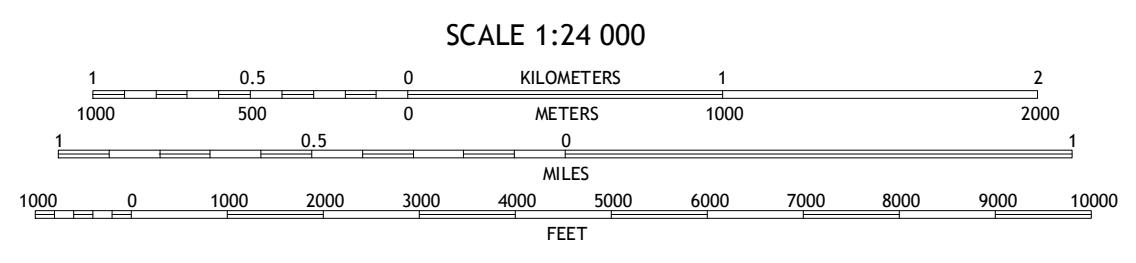 SCALE 1:24 000
1 0.5 0 KILOMETERS 1 2
1000 500 0 METERS 1000 2000
1 0.5 0 1
MILES
1000 0 1000 2000 3000 4000 5000 6000 7000 8000 9000 10000
FEET